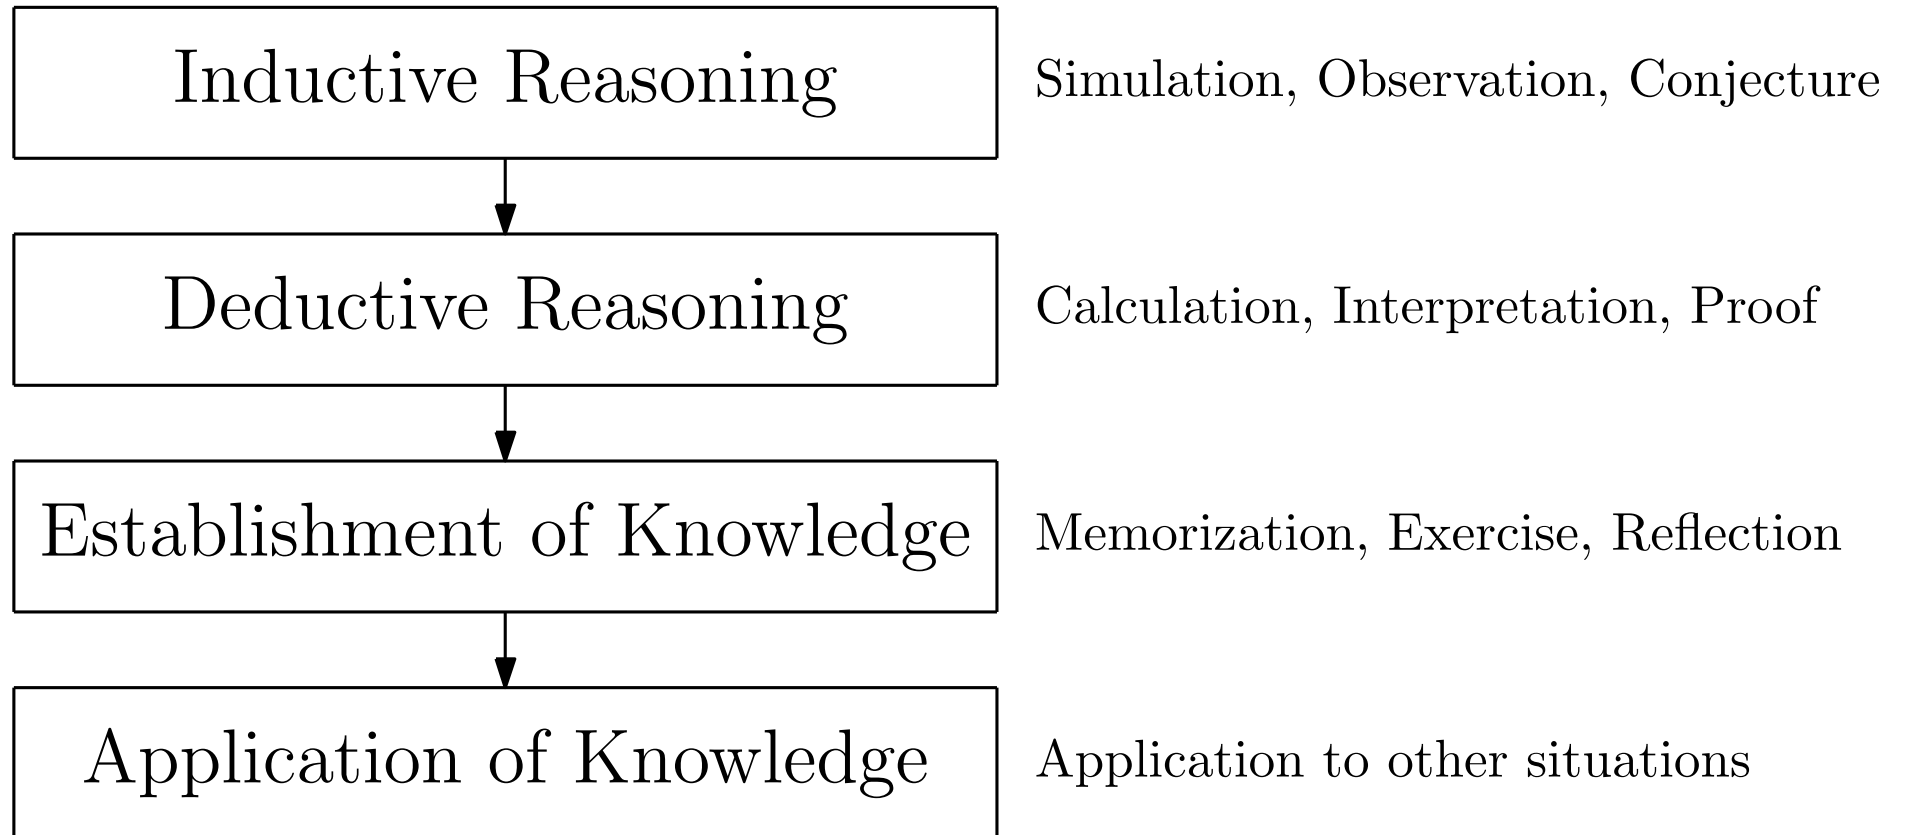 Inductive Reasoning
Simulation, Observation, Conjecture
Deductive Reasoning
Calculation, Interpretation, Proof
Establishment of Knowledge
Memorization, Exercise, Reflection
Application of Knowledge
Application to other situations